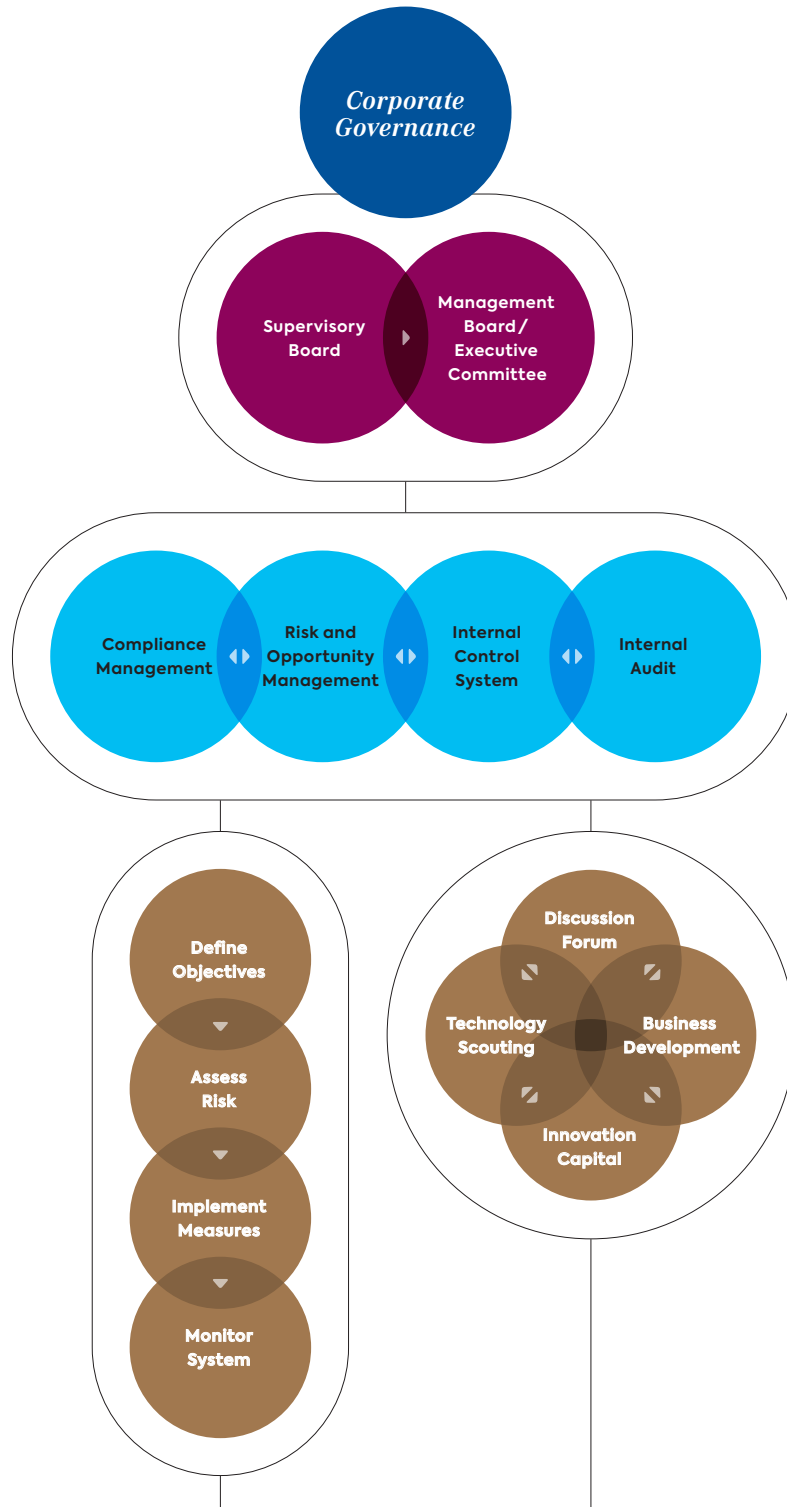 Corporate
Governance
Supervisory
Board
Management
Board /
Executive
Committee
Compliance
Management
Risk and
Opportunity
Management
Internal
Control
System
Internal
Audit
Define
Objectives
Assess
Risk
Implement
Measures
Monitor
System
Discussion
Forum
Technology
Scouting
Business
Development
Innovation
Capital